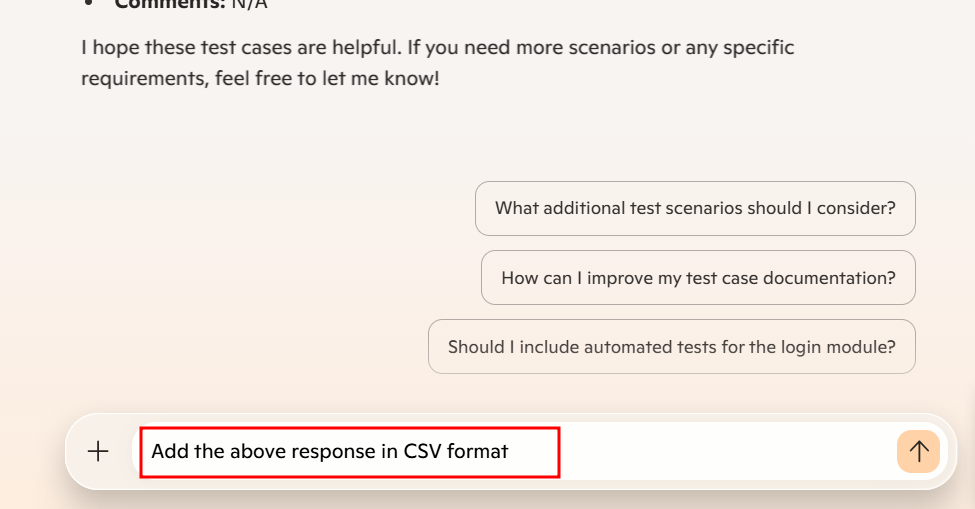 • Comments: N/A
I hope these test cases are helpful. If you need more scenarios or any specific
requirements, feel free to let me know!
What additional test scenarios should I consider?
How can I improve my test case documentation?
Should I include automated tests for the login module?
Add the above response in CSV format